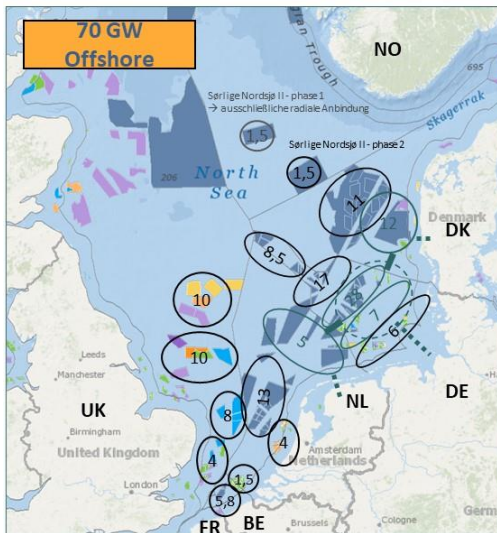 70 GW
Offshore
NO
ian Trough
695
Skagerrak
Sørlige Nordsjø II - phase 1
→ ausschließliche radiale Anbindung
1,5
Sørlige Nordsjø II - phase 2
North
Sea
206
1,5
11
12
Denmark
DK
8,5
17
10
7
5
6
10
Leeds
Manchester
NL
DE
13
UK
8
Birmingham
United Kingdom
4
4
Amsterdam
Netherlands
London
1,5
5,8
FR
BE
Brussels
Cologne
Germ